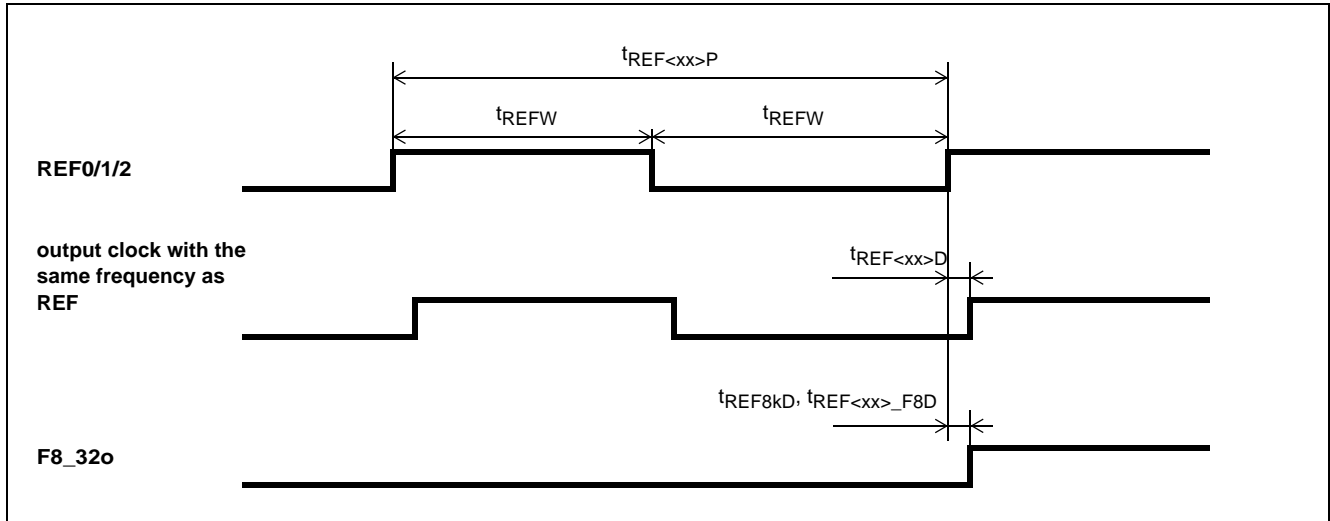 tREF<xx>P
tREFW tREFW
REF0/1/2
output clock with the
same frequency as
REF
tREF<xx>D
tREF8kD, tREF<xx>_F8D
F8_32o